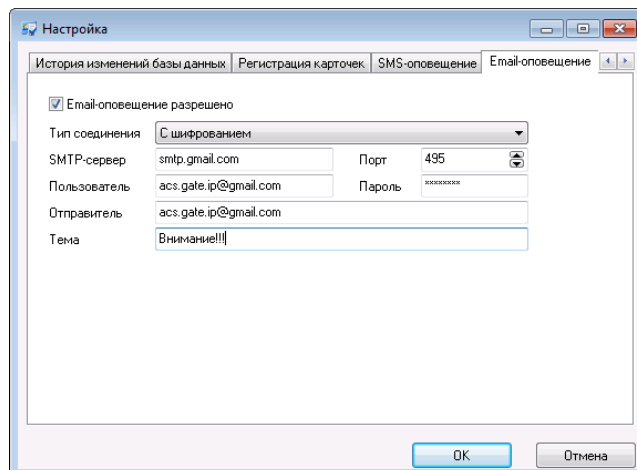 Настройка
История изменений базы данных Регистрация карточек SMS-оповещение Email-оповещение
Email-оповещение разрешено
Тип соединения С шифрованием
SMTP-сервер smtp.gmail.com Порт 495
Пользователь acs.gate.ip@gmail.com Пароль ××××××××
Отправитель acs.gate.ip@gmail.com
Тема Внимание!!!
OK Отмена